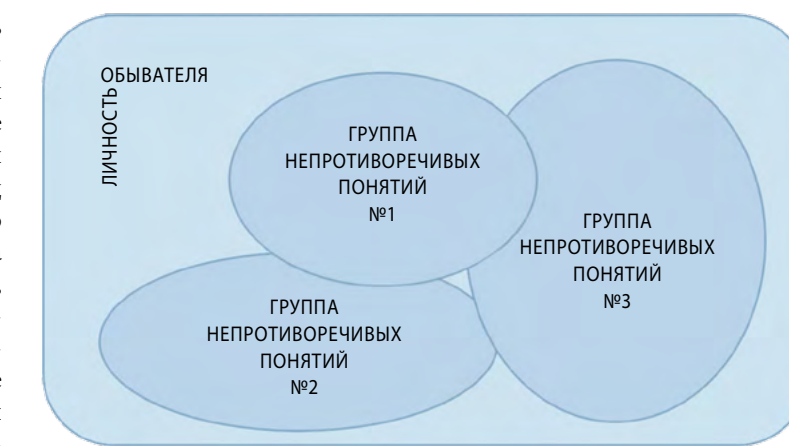 ОБЫВАТЕЛЯ
ЛИЧНОСТЬ
ГРУППА
НЕПРОТИВОРЕЧИВЫХ
ПОНЯТИЙ
№1
ГРУППА
НЕПРОТИВОРЕЧИВЫХ
ПОНЯТИЙ
№3
ГРУППА
НЕПРОТИВОРЕЧИВЫХ
ПОНЯТИЙ
№2